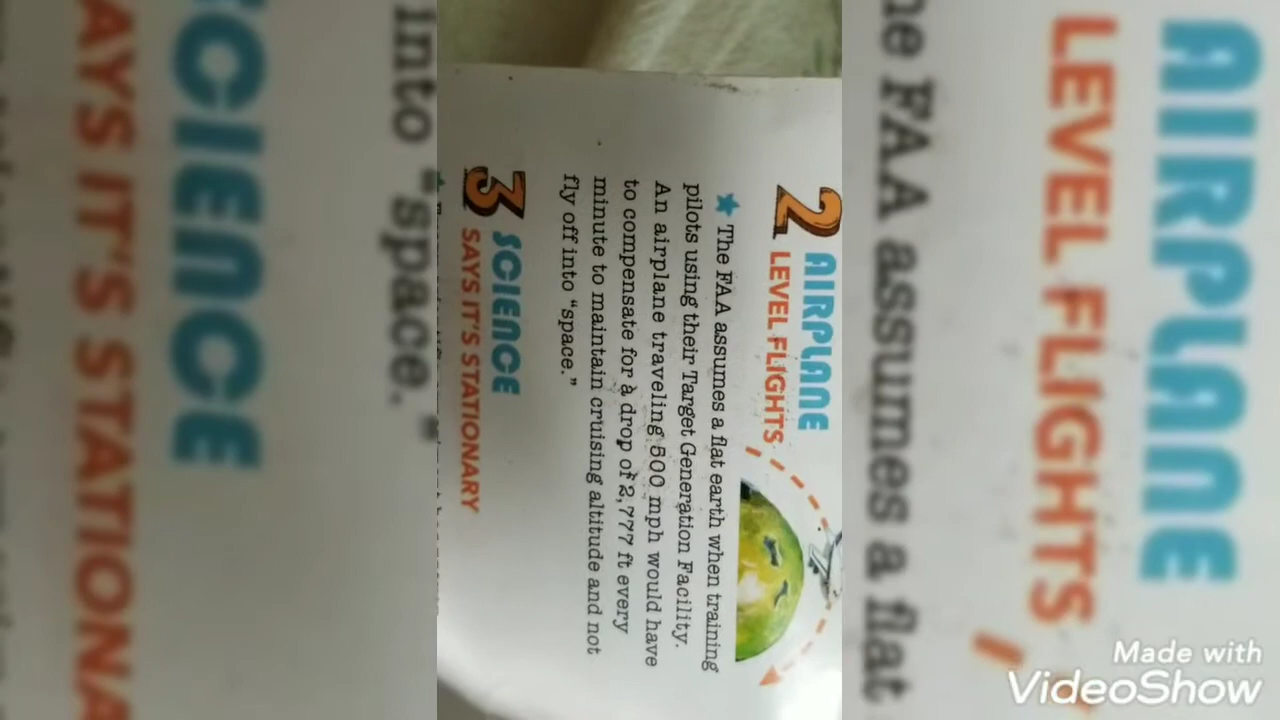 2 AIRPLANE
LEVEL FLIGHTS
★ The FAA assumes a flat earth when training
pilots using their Target Generation Facility.
An airplane traveling 500 mph would have
to compensate for a drop of 2,777 ft every
minute to maintain cruising altitude and not
fly off into “space.”
3 SCIENCE
SAYS IT'S STATIONARY
AIRPLANE
LEVEL FLIGHTS
he FAA assumes a flat
into “space.”
SCIENCE
AYS IT'S STATIONA
Made with
VideoShow